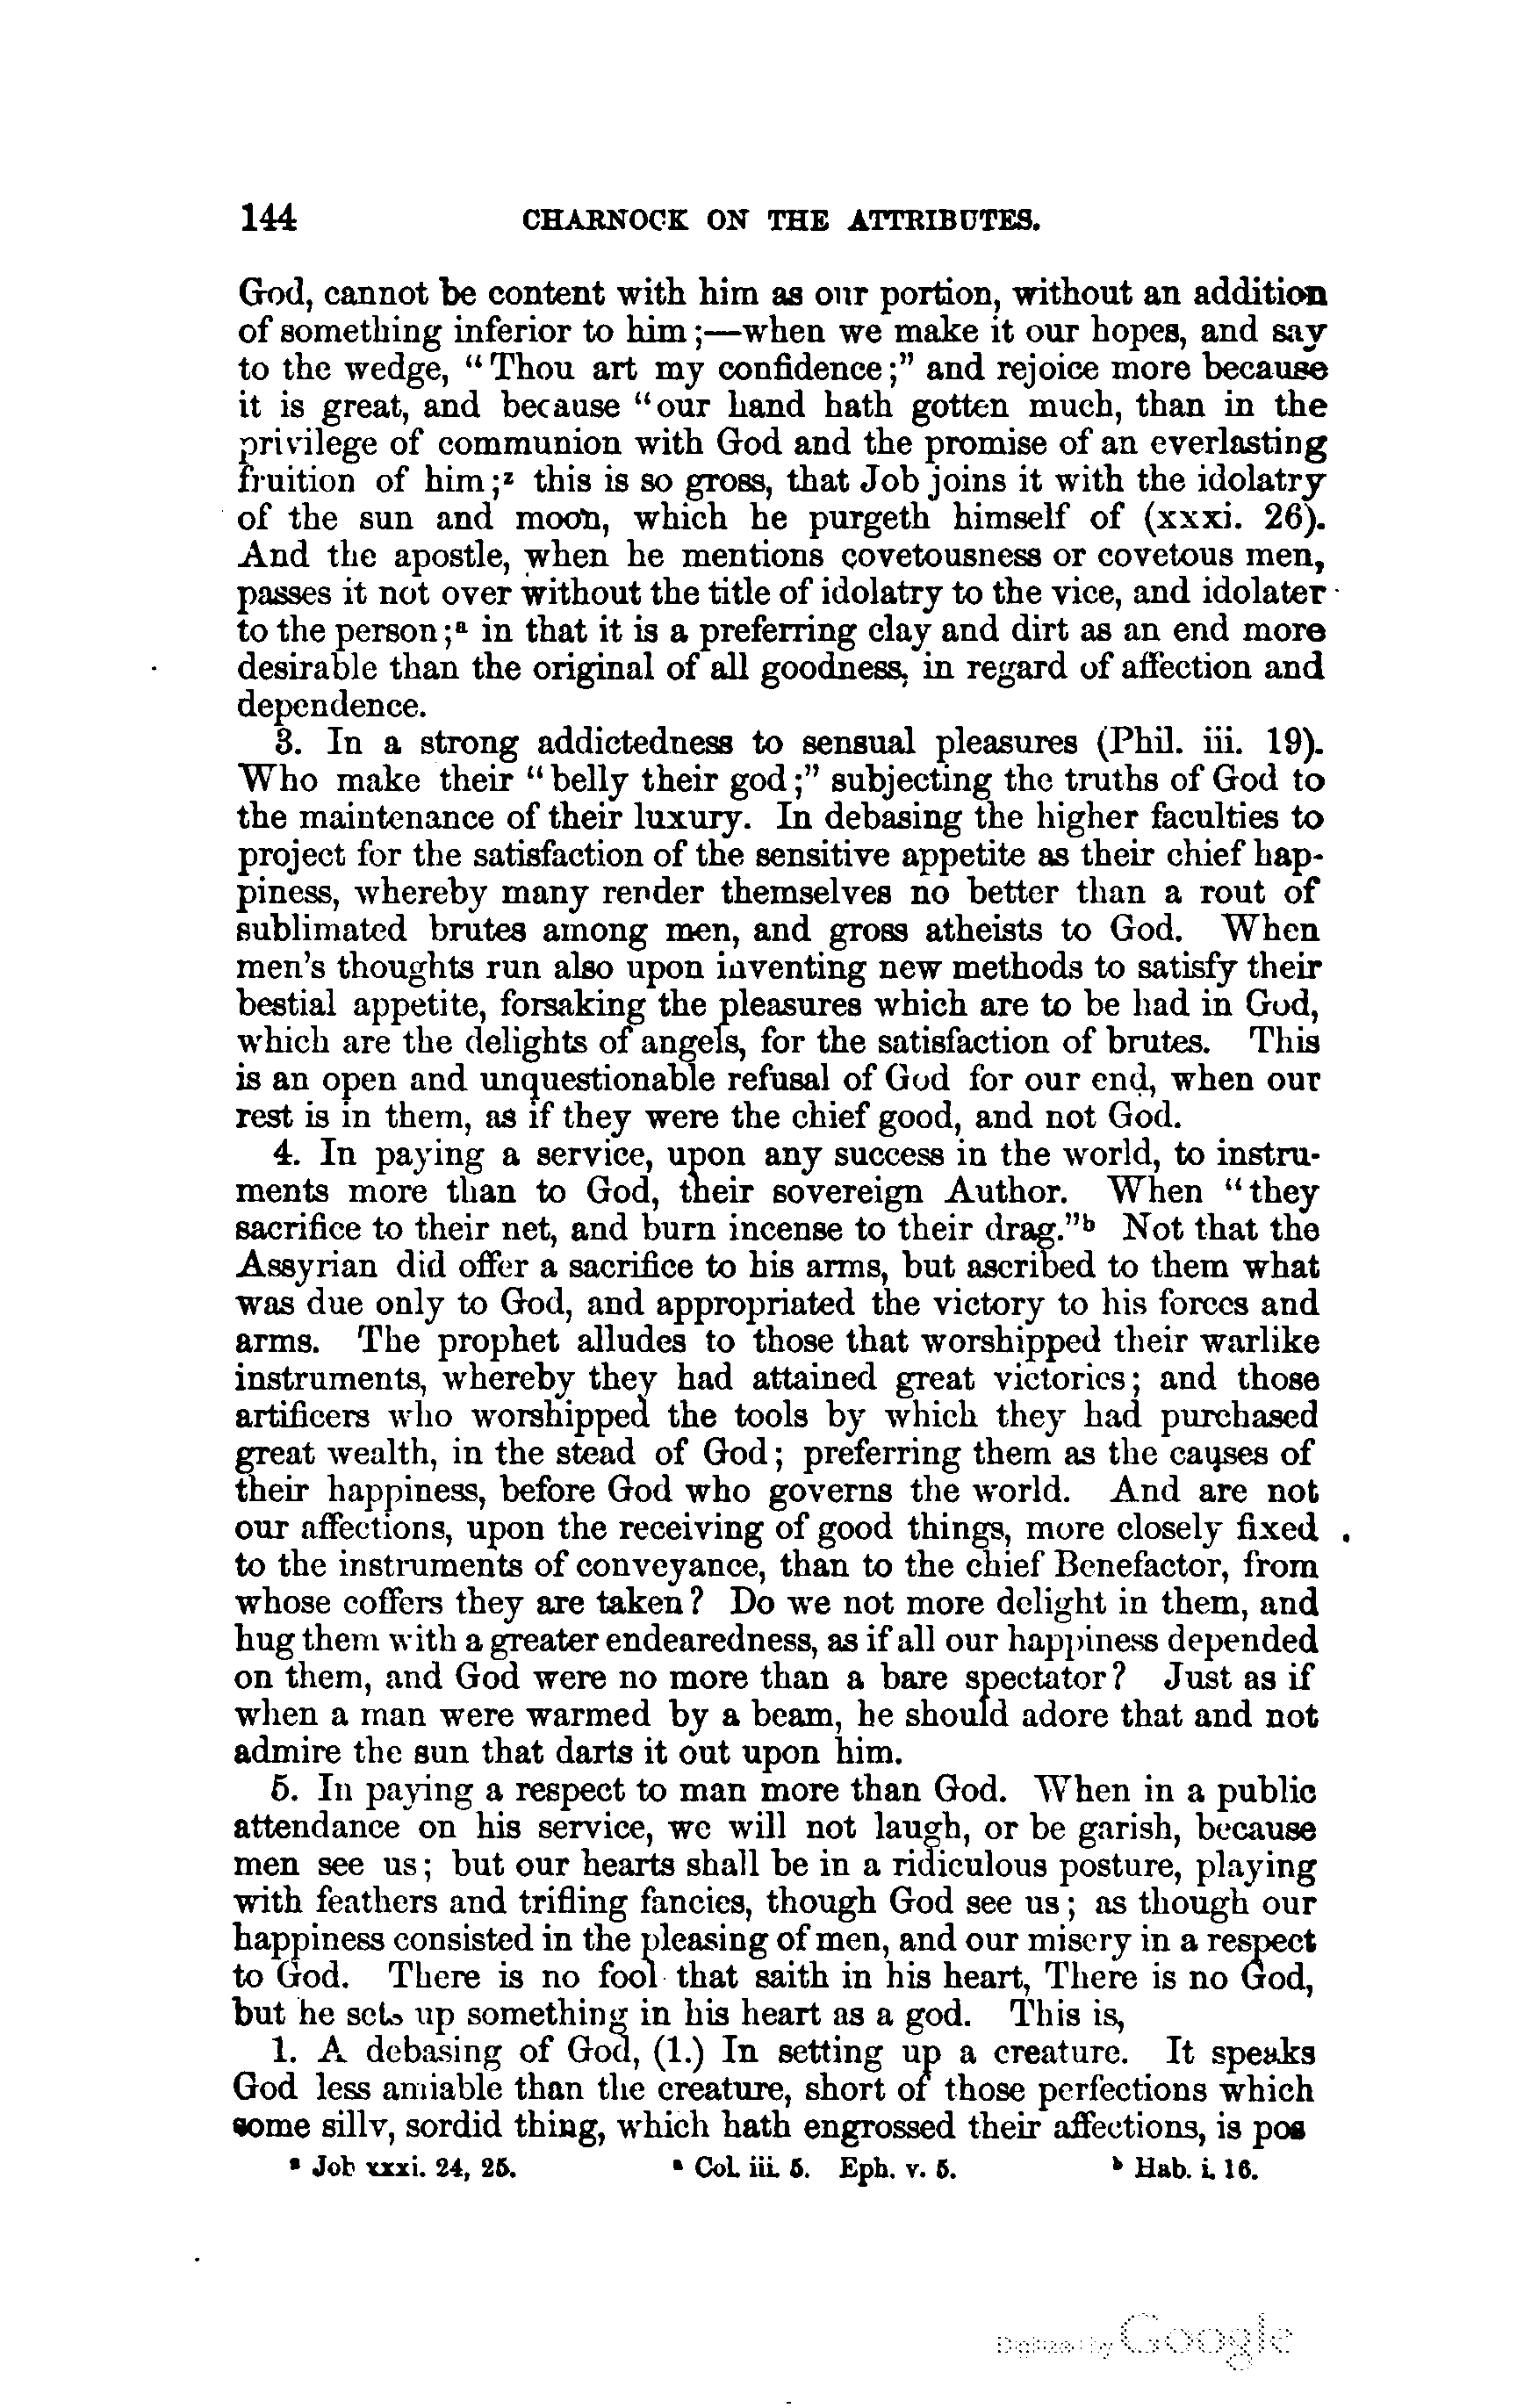 144 CHARNOCK ON THE ATTRIBUTES.
God, cannot be content with him as our portion, without an addition
of something inferior to him;—when we make it our hopes, and say
to the wedge, "Thou art my confidence;" and rejoice more because
it is great, and because "our hand hath gotten much, than in the
privilege of communion with God and the promise of an everlasting
fruition of him;ᶻ this is so gross, that Job joins it with the idolatry
of the sun and moon, which he purgeth himself of (xxxi. 26).
And the apostle, when he mentions covetousness or covetous men,
passes it not over without the title of idolatry to the vice, and idolater
to the person;ᵃ in that it is a preferring clay and dirt as an end more
desirable than the original of all goodness, in regard of affection and
dependence.
3. In a strong addictedness to sensual pleasures (Phil. iii. 19).
Who make their "belly their god;" subjecting the truths of God to
the maintenance of their luxury. In debasing the higher faculties to
project for the satisfaction of the sensitive appetite as their chief hap-
piness, whereby many render themselves no better than a rout of
sublimated brutes among men, and gross atheists to God. When
men's thoughts run also upon inventing new methods to satisfy their
bestial appetite, forsaking the pleasures which are to be had in God,
which are the delights of angels, for the satisfaction of brutes. This
is an open and unquestionable refusal of God for our end, when our
rest is in them, as if they were the chief good, and not God.
4. In paying a service, upon any success in the world, to instru-
ments more than to God, their sovereign Author. When "they
sacrifice to their net, and burn incense to their drag."ᵇ Not that the
Assyrian did offer a sacrifice to his arms, but ascribed to them what
was due only to God, and appropriated the victory to his forces and
arms. The prophet alludes to those that worshipped their warlike
instruments, whereby they had attained great victories; and those
artificers who worshipped the tools by which they had purchased
great wealth, in the stead of God; preferring them as the causes of
their happiness, before God who governs the world. And are not
our affections, upon the receiving of good things, more closely fixed
to the instruments of conveyance, than to the chief Benefactor, from
whose coffers they are taken? Do we not more delight in them, and
hug them with a greater endearedness, as if all our happiness depended
on them, and God were no more than a bare spectator? Just as if
when a man were warmed by a beam, he should adore that and not
admire the sun that darts it out upon him.
5. In paying a respect to man more than God. When in a public
attendance on his service, we will not laugh, or be garish, because
men see us; but our hearts shall be in a ridiculous posture, playing
with feathers and trifling fancies, though God see us; as though our
happiness consisted in the pleasing of men, and our misery in a respect
to God. There is no fool that saith in his heart, There is no God,
but he sets up something in his heart as a god. This is,
1. A debasing of God, (1.) In setting up a creature. It speaks
God less amiable than the creature, short of those perfections which
some silly, sordid thing, which hath engrossed their affections, is pos
ᶻ Job xxxi. 24, 25. ᵃ Col. iii. 5. Eph. v. 5. ᵇ Hab. i. 16.
Digitized by Google